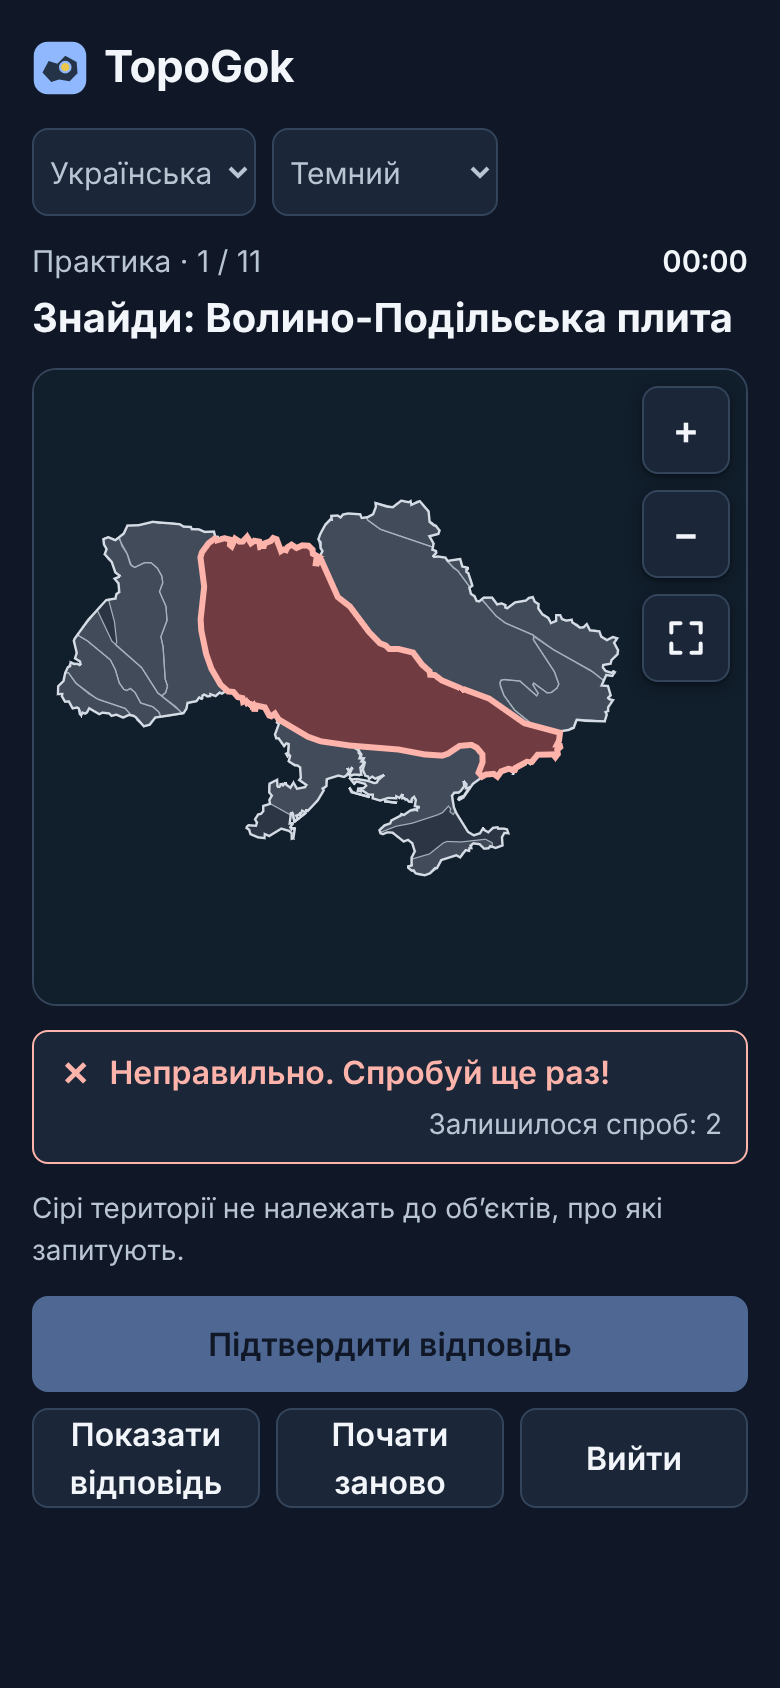 TopoGok
Українська
Темний
Практика · 1 / 11
00:00
Знайди: Волино-Подільська плита
+
−
✕ Неправильно. Спробуй ще раз!
Залишилося спроб: 2
Сірі території не належать до об’єктів, про які
запитують.
Підтвердити відповідь
Показати
відповідь
Почати
заново
Вийти